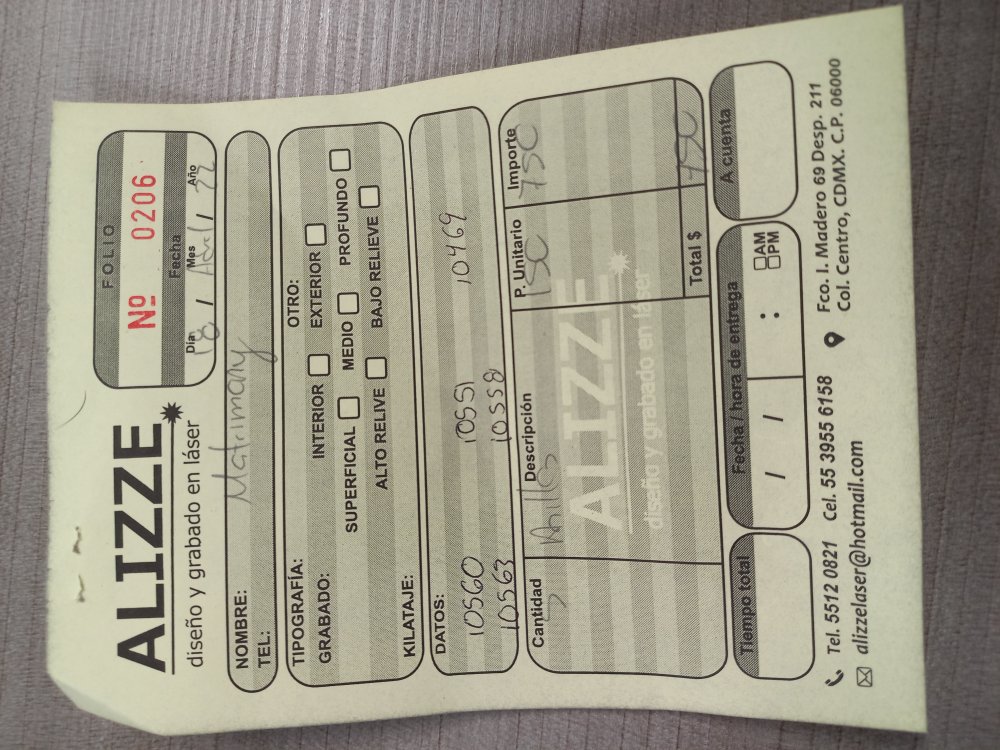 ALIZZE
diseño y grabado en láser
FOLIO
Nº 0206
Fecha
Día Mes Año
18 / Abril / 22
NOMBRE: Matrimany
TEL:
TIPOGRAFÍA: OTRO:
GRABADO: INTERIOR EXTERIOR
SUPERFICIAL MEDIO PROFUNDO
ALTO RELIVE BAJO RELIEVE
KILATAJE:
DATOS:
10560 10551 10469
10563 10558
Cantidad Descripción P. Unitario Importe
5 Anillos 150 750
ALIZZE
diseño y grabado en láser
Total $ 750
Tiempo total Fecha / hora de entrega A cuenta
/ / : AM
PM
Tel. 5512 0821 Cel. 55 3955 6158
alizzelaser@hotmail.com
Fco. I. Madero 69 Desp. 211
Col. Centro, CDMX. C.P. 06000